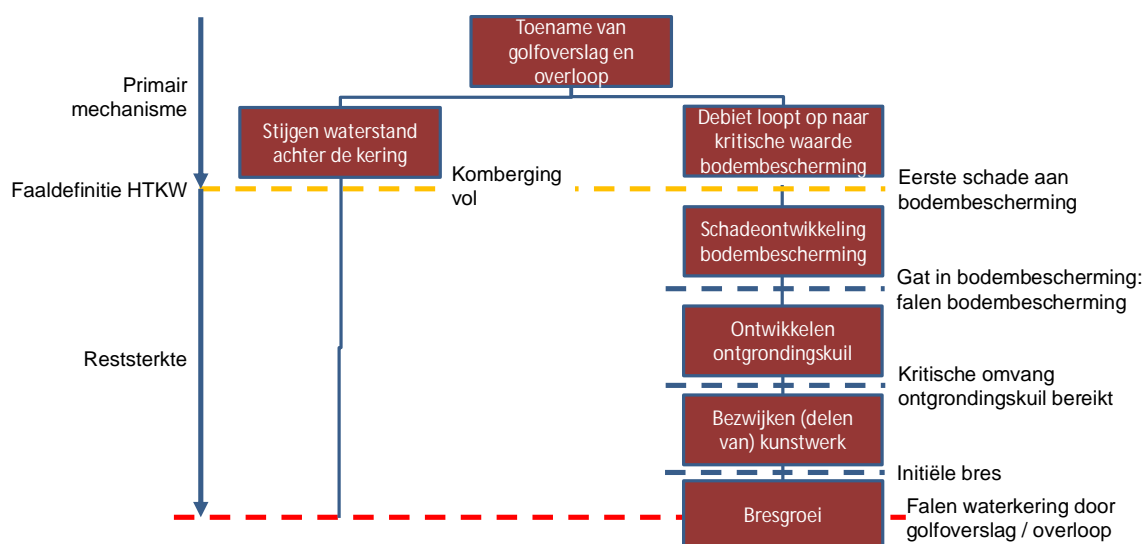 Toename van
golfoverslag en
overloop
Primair
mechanisme
Stijgen waterstand
achter de kering
Debiet loopt op naar
kritische waarde
bodembescherming
Faaldefinitie HTKW
Komberging
vol
Eerste schade aan
bodembescherming
Schadeontwikkeling
bodembescherming
Gat in bodembescherming:
falen bodembescherming
Reststerkte
Ontwikkelen
ontgrondingskuil
Kritische omvang
ontgrondingskuil bereikt
Bezwijken (delen
van) kunstwerk
Initiële bres
Bresgroei
Falen waterkering door
golfoverslag / overloop